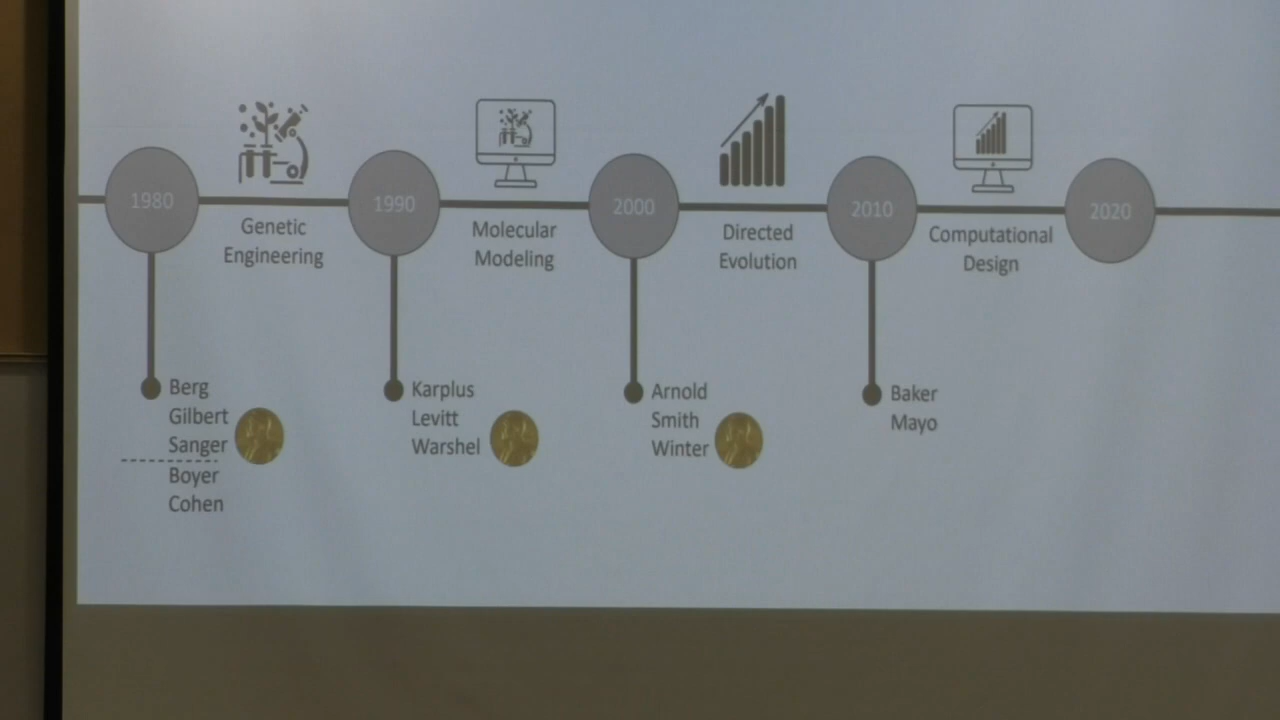 1980
1990
2000
2010
2020
Genetic
Engineering
Molecular
Modeling
Directed
Evolution
Computational
Design
Berg
Gilbert
Sanger
Boyer
Cohen
Karplus
Levitt
Warshel
Arnold
Smith
Winter
Baker
Mayo